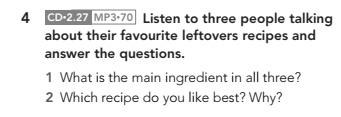 4 CD•2.27 MP3•70 Listen to three people talking
about their favourite leftovers recipes and
answer the questions.
1 What is the main ingredient in all three?
2 Which recipe do you like best? Why?